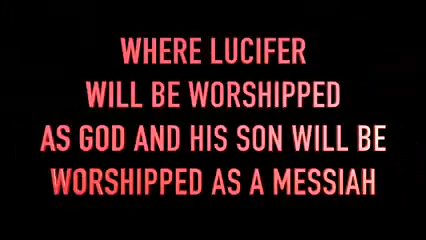 WHERE LUCIFER
WILL BE WORSHIPPED
AS GOD AND HIS SON WILL BE
WORSHIPPED AS A MESSIAH